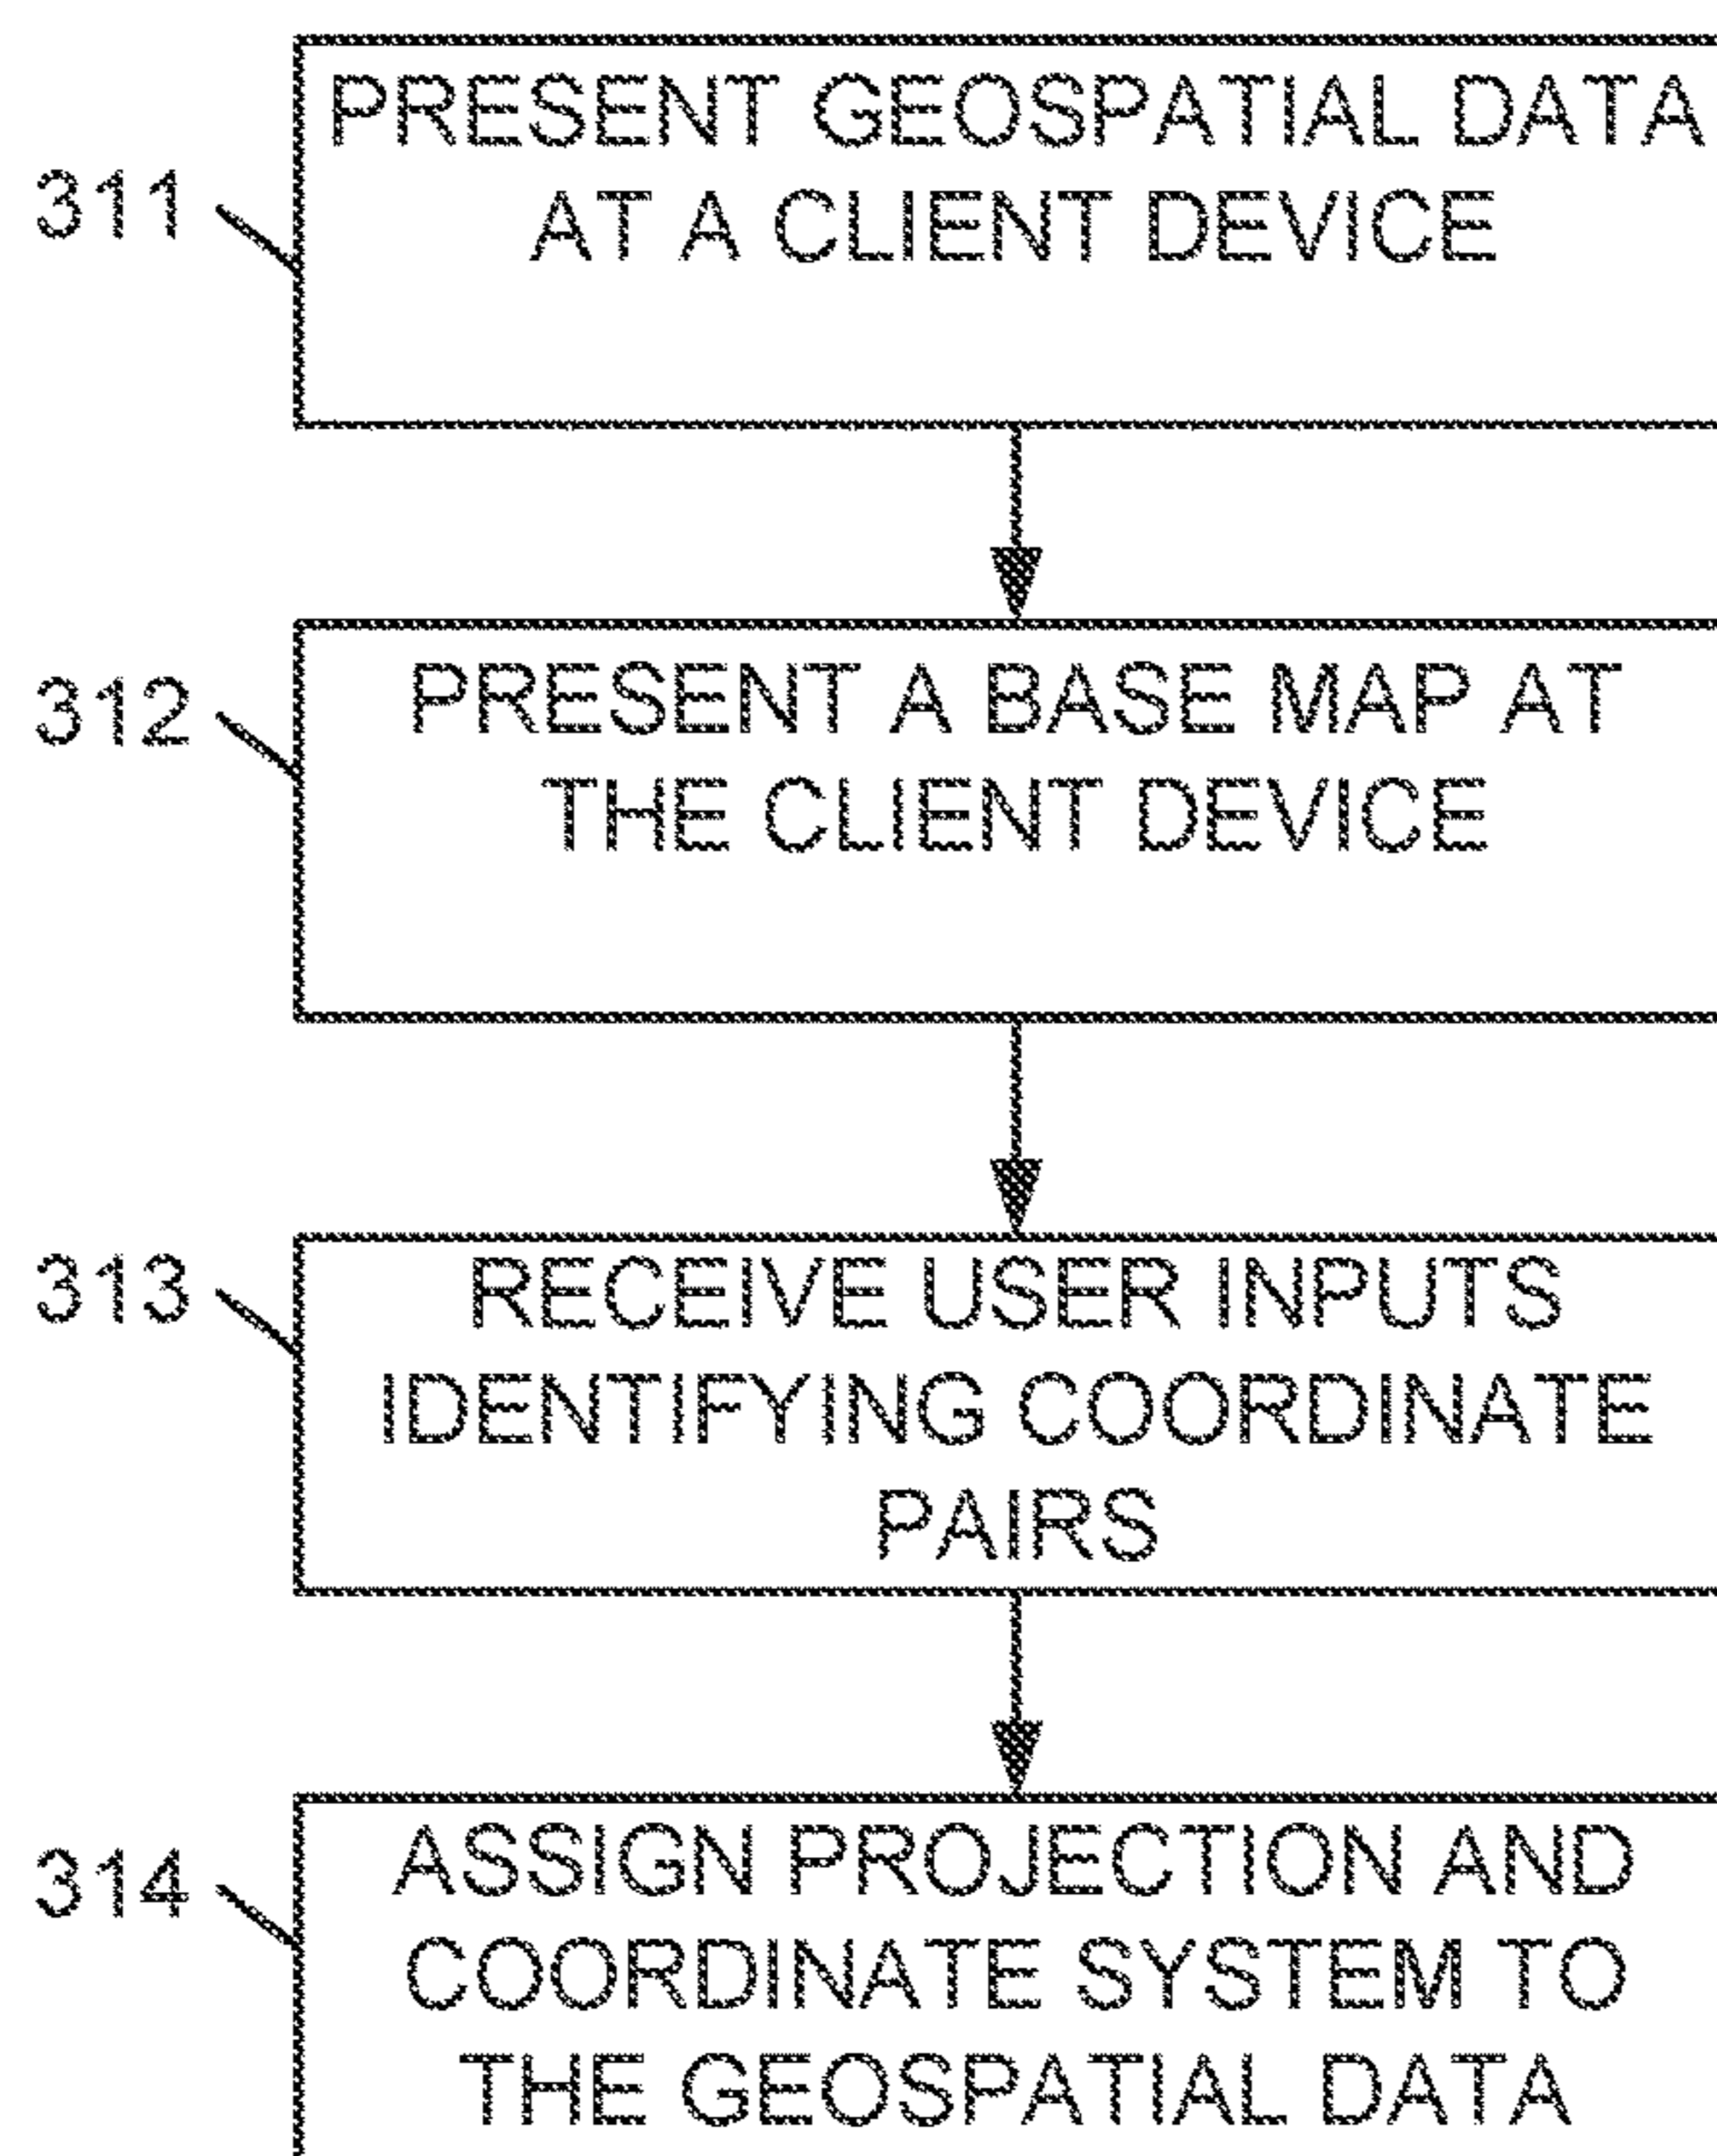 PRESENT GEOSPATIAL DATA
AT A CLIENT DEVICE
311
PRESENT A BASE MAP AT
THE CLIENT DEVICE
312
RECEIVE USER INPUTS
IDENTIFYING COORDINATE
PAIRS
313
ASSIGN PROJECTION AND
COORDINATE SYSTEM TO
THE GEOSPATIAL DATA
314